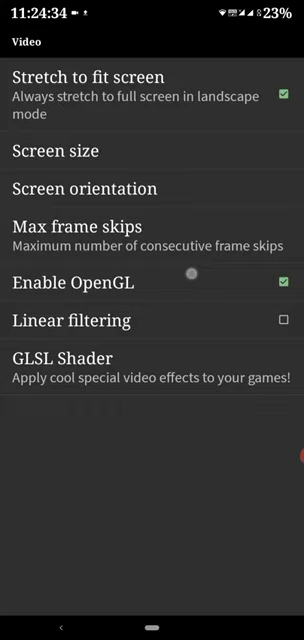 11:24:34
23%
Video
Stretch to fit screen
Always stretch to full screen in landscape
mode
Screen size
Screen orientation
Max frame skips
Maximum number of consecutive frame skips
Enable OpenGL
Linear filtering
GLSL Shader
Apply cool special video effects to your games!